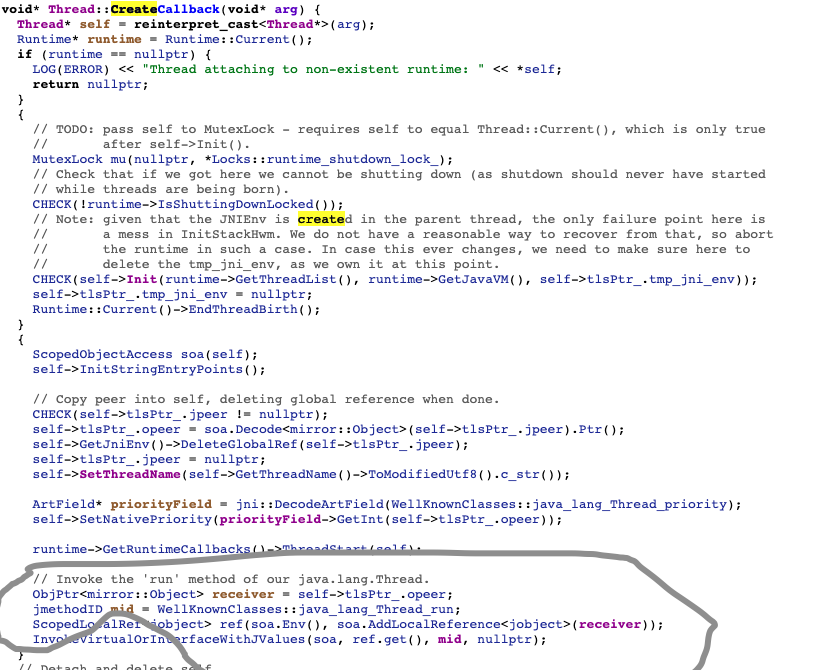 void* Thread::CreateCallback(void* arg) {
  Thread* self = reinterpret_cast<Thread*>(arg);
  Runtime* runtime = Runtime::Current();
  if (runtime == nullptr) {
    LOG(ERROR) << "Thread attaching to non-existent runtime: " << *self;
    return nullptr;
  }
  {
    // TODO: pass self to MutexLock - requires self to equal Thread::Current(), which is only true
    //       after self->Init().
    MutexLock mu(nullptr, *Locks::runtime_shutdown_lock_);
    // Check that if we got here we cannot be shutting down (as shutdown should never have started
    // while threads are being born).
    CHECK(!runtime->IsShuttingDownLocked());
    // Note: given that the JNIEnv is created in the parent thread, the only failure point here is
    //       a mess in InitStackHwm. We do not have a reasonable way to recover from that, so abort
    //       the runtime in such a case. In case this ever changes, we need to make sure here to
    //       delete the tmp_jni_env, as we own it at this point.
    CHECK(self->Init(runtime->GetThreadList(), runtime->GetJavaVM(), self->tlsPtr_.tmp_jni_env));
    self->tlsPtr_.tmp_jni_env = nullptr;
    Runtime::Current()->EndThreadBirth();
  }
  {
    ScopedObjectAccess soa(self);
    self->InitStringEntryPoints();

    // Copy peer into self, deleting global reference when done.
    CHECK(self->tlsPtr_.jpeer != nullptr);
    self->tlsPtr_.opeer = soa.Decode<mirror::Object>(self->tlsPtr_.jpeer).Ptr();
    self->GetJniEnv()->DeleteGlobalRef(self->tlsPtr_.jpeer);
    self->tlsPtr_.jpeer = nullptr;
    self->SetThreadName(self->GetThreadName()->ToModifiedUtf8().c_str());

    ArtField* priorityField = jni::DecodeArtField(WellKnownClasses::java_lang_Thread_priority);
    self->SetNativePriority(priorityField->GetInt(self->tlsPtr_.opeer));

    runtime->GetRuntimeCallbacks()->ThreadStart(self);

    // Invoke the 'run' method of our java.lang.Thread.
    ObjPtr<mirror::Object> receiver = self->tlsPtr_.opeer;
    jmethodID mid = WellKnownClasses::java_lang_Thread_run;
    ScopedLocalRef<jobject> ref(soa.Env(), soa.AddLocalReference<jobject>(receiver));
    InvokeVirtualOrInterfaceWithJValues(soa, ref.get(), mid, nullptr);
  }
  // Detach and delete self.